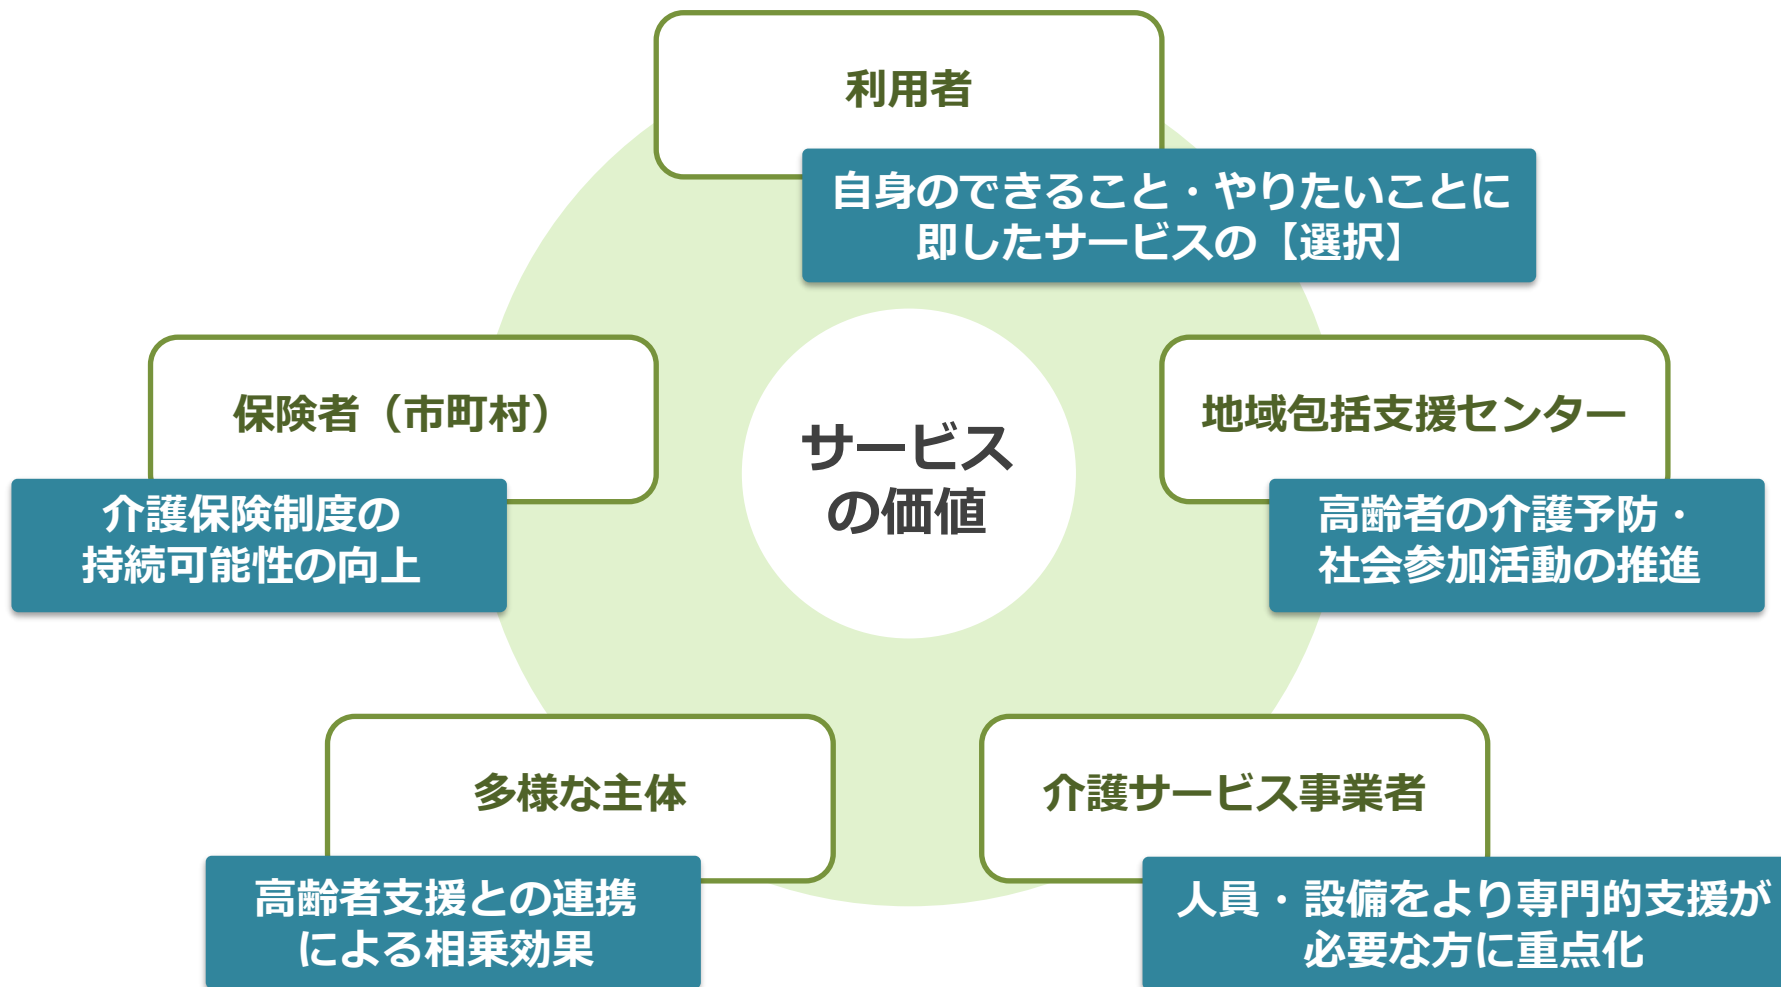 利用者
自身のできること・やりたいことに
即したサービスの【選択】
保険者（市町村）
介護保険制度の
持続可能性の向上
サービス
の価値
地域包括支援センター
高齢者の介護予防・
社会参加活動の推進
多様な主体
高齢者支援との連携
による相乗効果
介護サービス事業者
人員・設備をより専門的支援が
必要な方に重点化